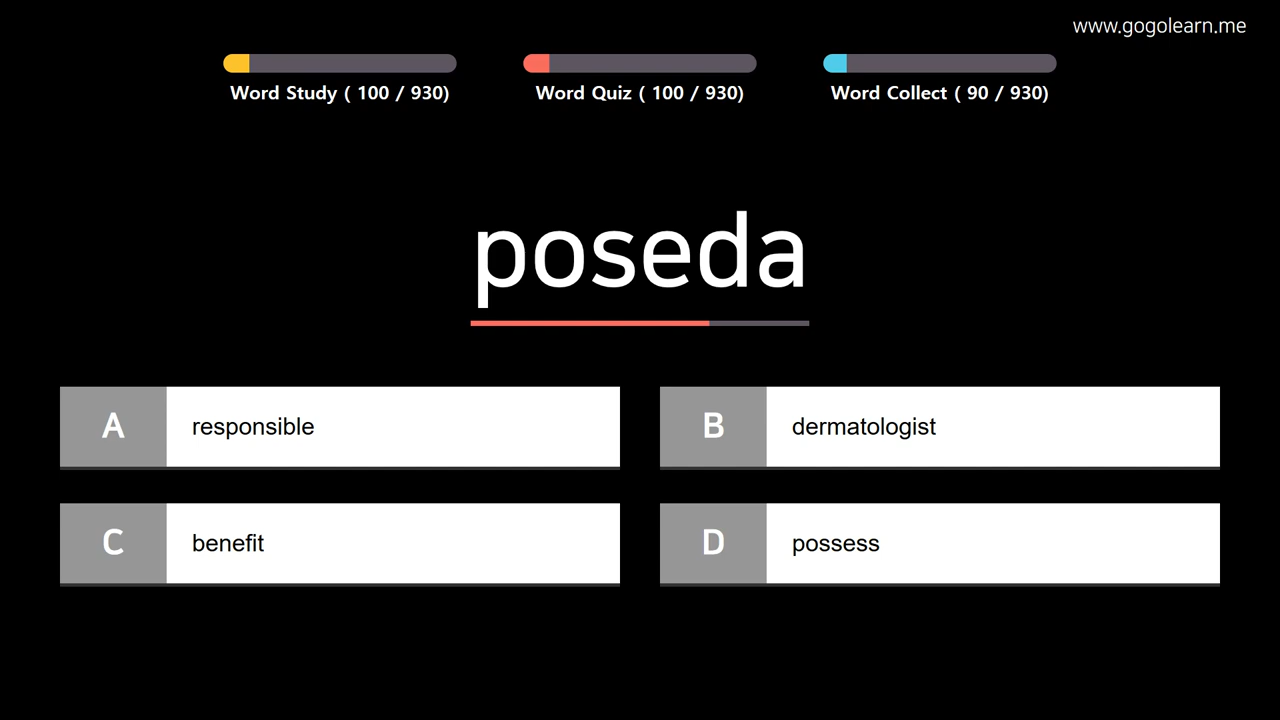 www.gogolearn.me
Word Study ( 100 / 930)
Word Quiz ( 100 / 930)
Word Collect ( 90 / 930)
poseda
A responsible
B dermatologist
C benefit
D possess